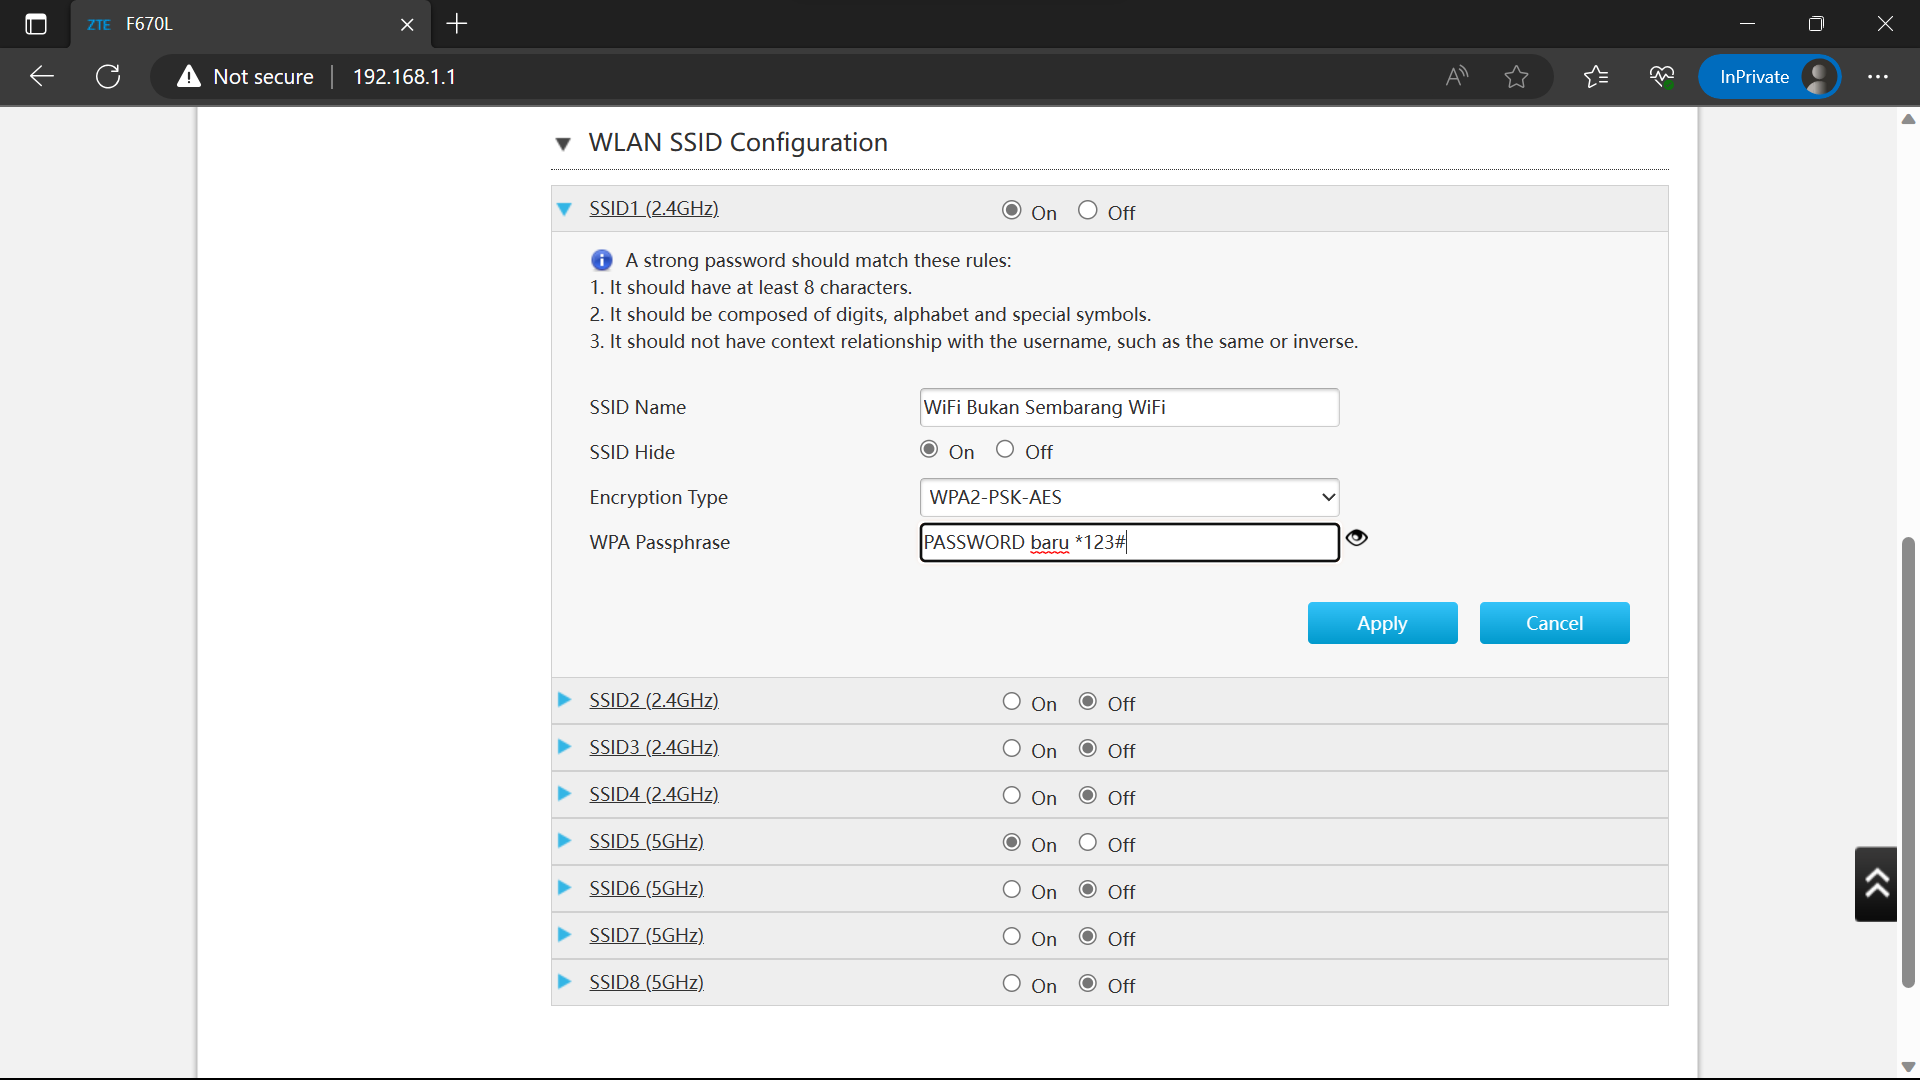 ZTE F670L
Not secure 192.168.1.1
InPrivate
WLAN SSID Configuration
SSID1 (2.4GHz) On Off
A strong password should match these rules:
1. It should have at least 8 characters.
2. It should be composed of digits, alphabet and special symbols.
3. It should not have context relationship with the username, such as the same or inverse.
SSID Name WiFi Bukan Sembarang WiFi
SSID Hide On Off
Encryption Type WPA2-PSK-AES
WPA Passphrase PASSWORD baru *123#
Apply Cancel
SSID2 (2.4GHz) On Off
SSID3 (2.4GHz) On Off
SSID4 (2.4GHz) On Off
SSID5 (5GHz) On Off
SSID6 (5GHz) On Off
SSID7 (5GHz) On Off
SSID8 (5GHz) On Off